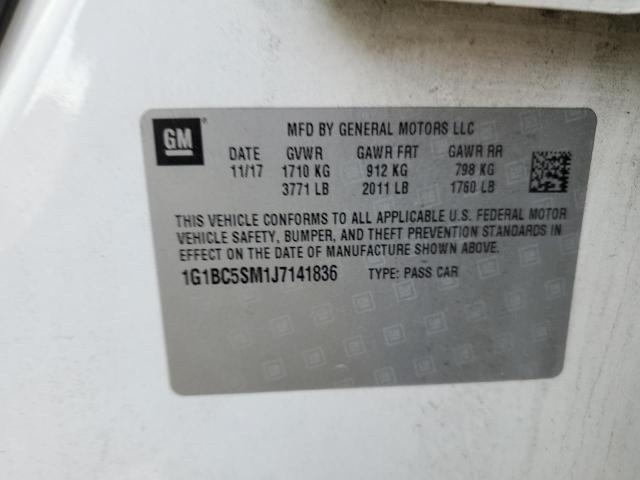 GM
MFD BY GENERAL MOTORS LLC
DATE GVWR GAWR FRT GAWR RR
11/17 1710 KG 912 KG 798 KG
3771 LB 2011 LB 1760 LB
THIS VEHICLE CONFORMS TO ALL APPLICABLE U.S. FEDERAL MOTOR
VEHICLE SAFETY, BUMPER, AND THEFT PREVENTION STANDARDS IN
EFFECT ON THE DATE OF MANUFACTURE SHOWN ABOVE.
1G1BC5SM1J7141836 TYPE: PASS CAR